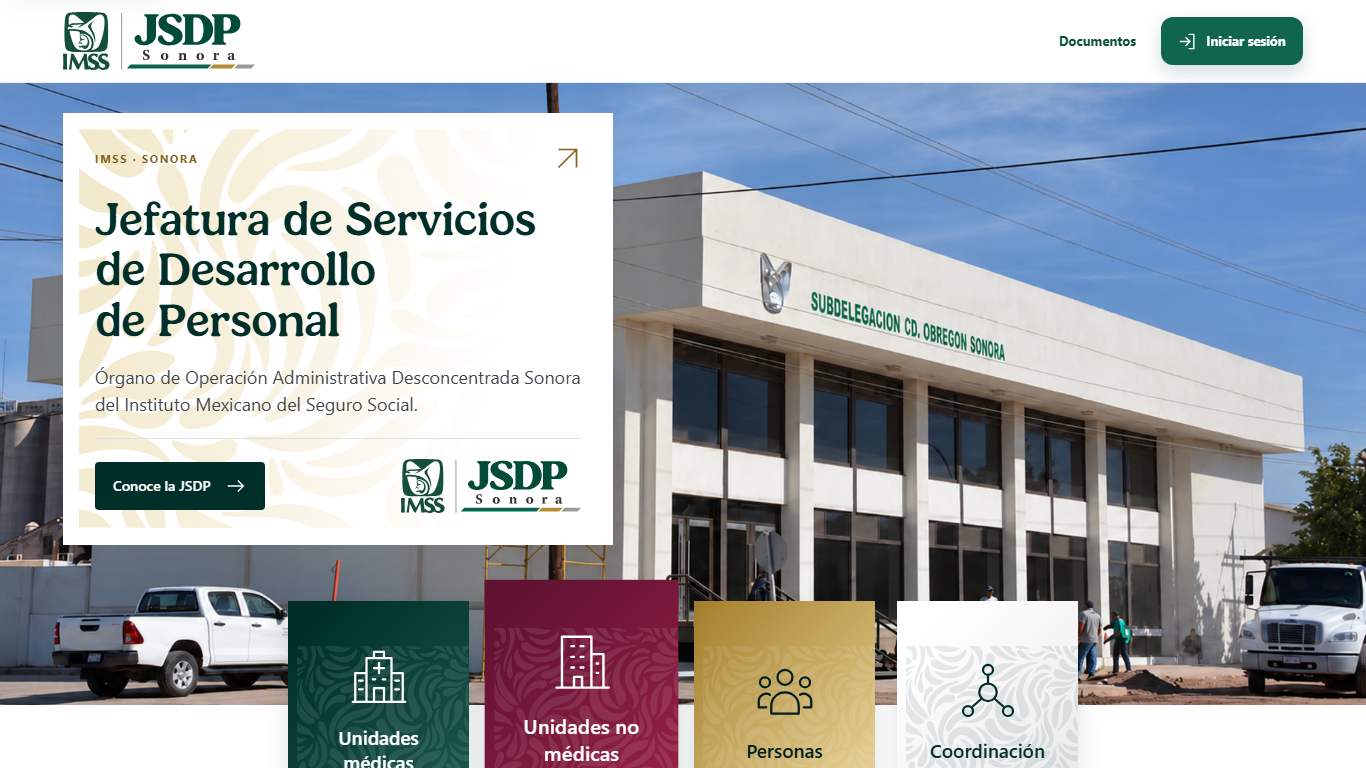 IMSS
JSDP
Sonora
Documentos
Iniciar sesión
IMSS · SONORA
Jefatura de Servicios
de Desarrollo
de Personal
Órgano de Operación Administrativa Desconcentrada Sonora
del Instituto Mexicano del Seguro Social.
Conoce la JSDP
IMSS
JSDP
Sonora
SUBDELEGACION CD. OBREGON SONORA
Unidades
médicas
Unidades no
médicas
Personas
Coordinación